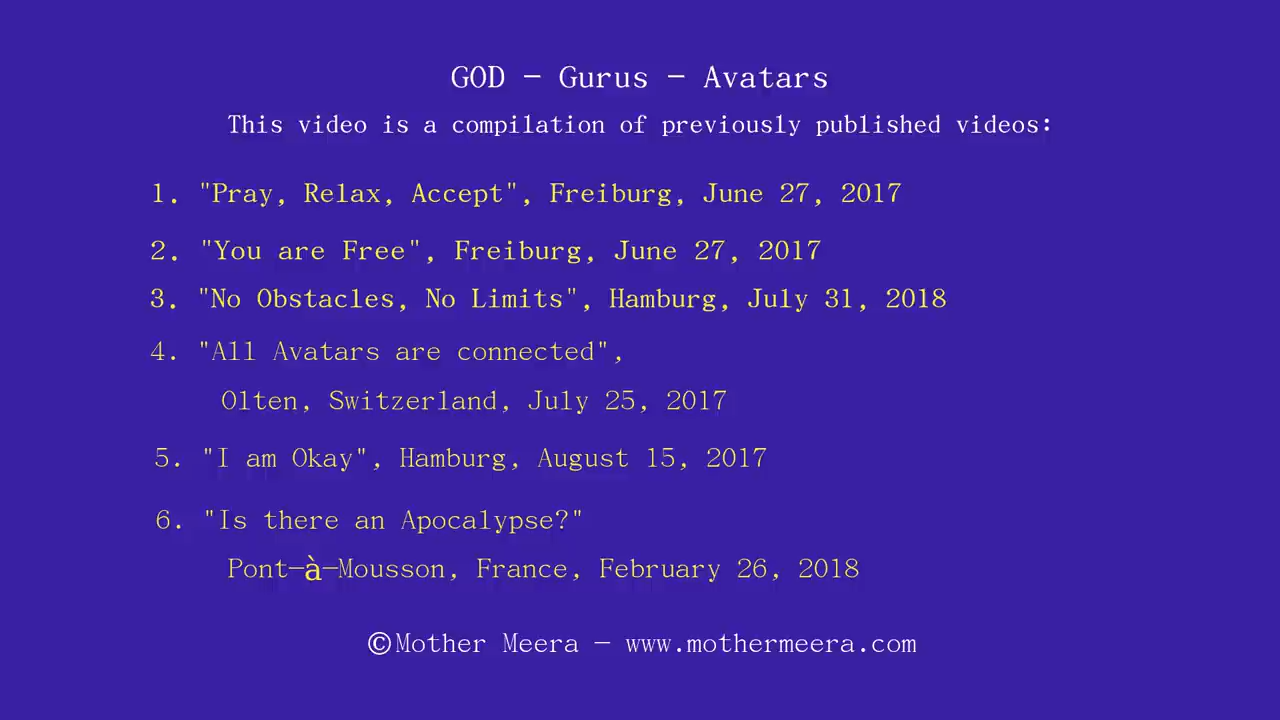 GOD - Gurus - Avatars
This video is a compilation of previously published videos:
1. "Pray, Relax, Accept", Freiburg, June 27, 2017
2. "You are Free", Freiburg, June 27, 2017
3. "No Obstacles, No Limits", Hamburg, July 31, 2018
4. "All Avatars are connected",
Olten, Switzerland, July 25, 2017
5. "I am Okay", Hamburg, August 15, 2017
6. "Is there an Apocalypse?"
Pont-à-Mousson, France, February 26, 2018
©Mother Meera - www.mothermeera.com